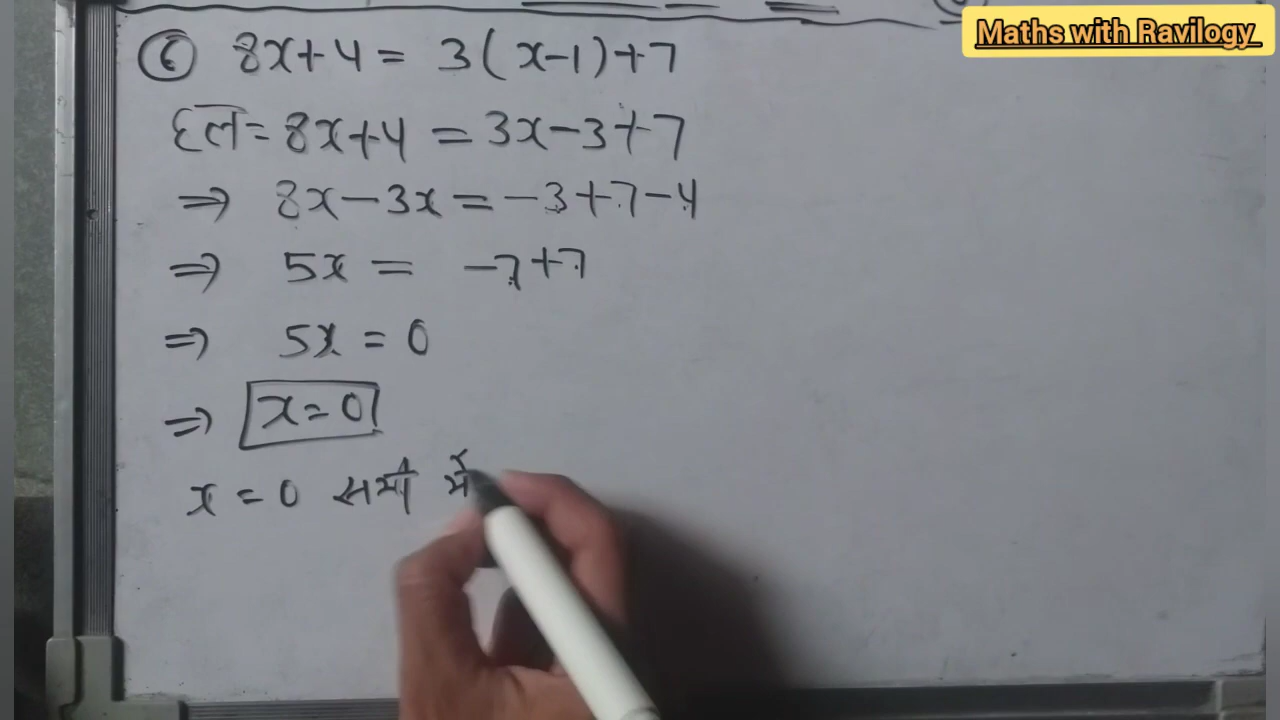 Maths with Ravilogy
⑥ 8x+4 = 3(x-1)+7
हल= 8x+4 = 3x-3+7
⇒ 8x-3x = -3+7-4
⇒ 5x = -7+7
⇒ 5x = 0
⇒ x=0
x = 0 समी में